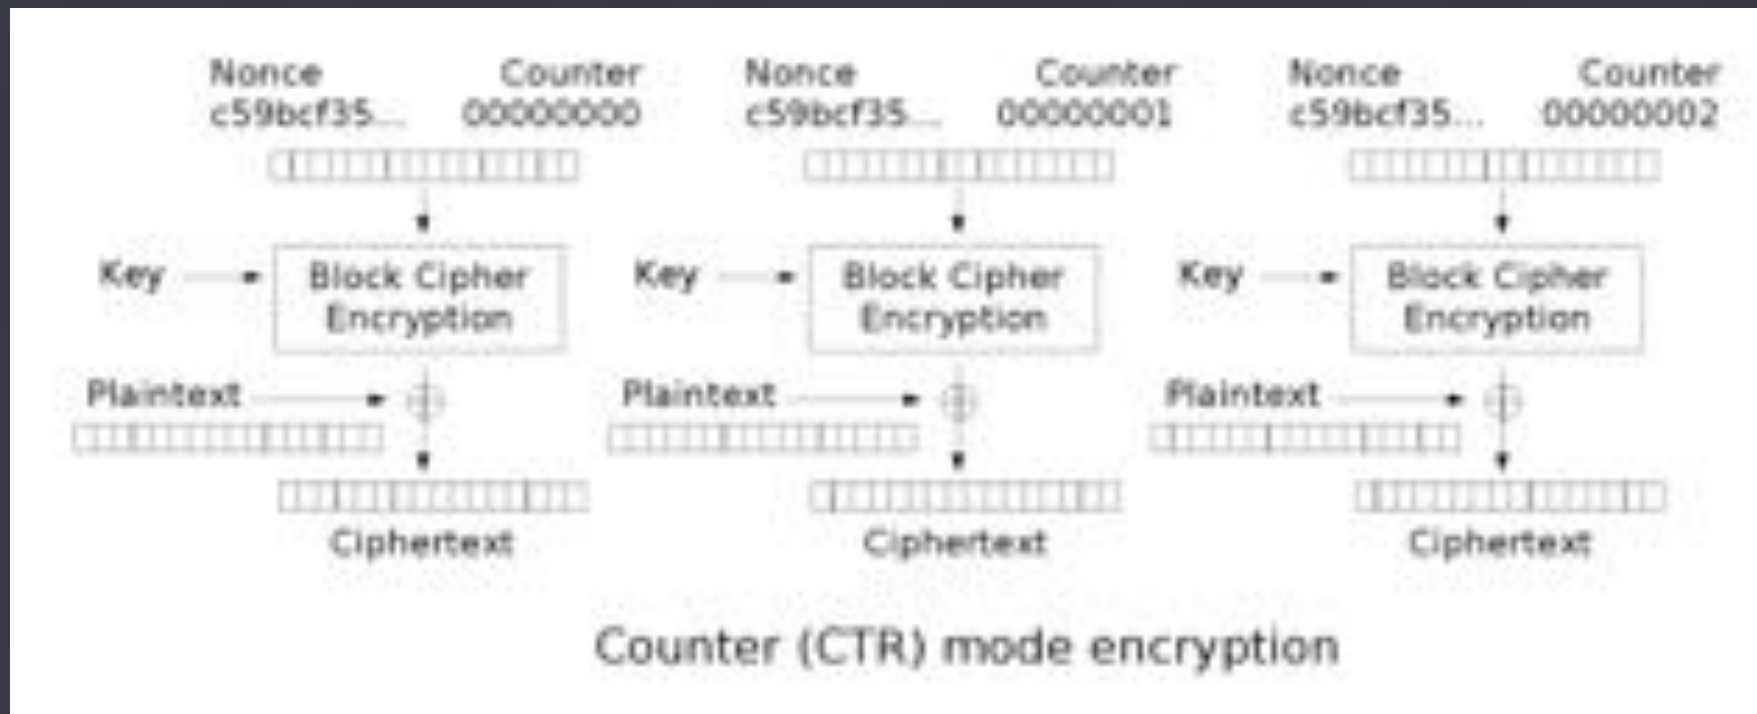 Nonce Counter Nonce Counter Nonce Counter
c59bcf35... 00000000 c59bcf35... 00000001 c59bcf35... 00000002
Key Block Cipher Encryption Key Block Cipher Encryption Key Block Cipher Encryption
Plaintext Plaintext Plaintext
Ciphertext Ciphertext Ciphertext
Counter (CTR) mode encryption